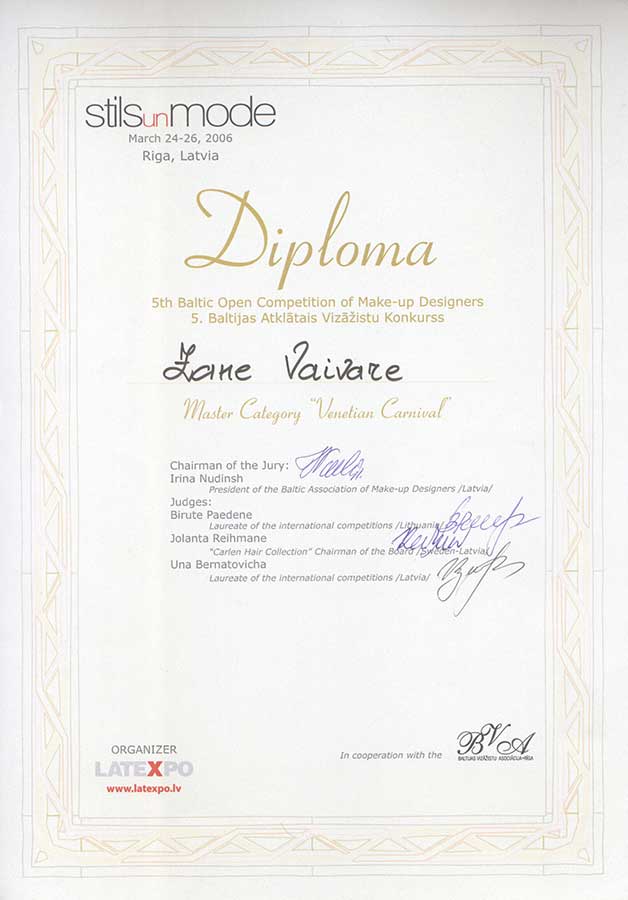 stilsunmode
March 24-26, 2006
Riga, Latvia
Diploma
5th Baltic Open Competition of Make-up Designers
5. Baltijas Atklātais Vizāžistu Konkurss
Zane Vaivare
Master Category "Venetian Carnival"
Chairman of the Jury:
Irina Nudinsh
President of the Baltic Association of Make-up Designers /Latvia/
Judges:
Birute Paedene
Laureate of the international competitions /Lithuania/
Jolanta Reihmane
"Carlen Hair Collection" Chairman of the Board /Sweden-Latvia/
Una Bernatovicha
Laureate of the international competitions /Latvia/
ORGANIZER
LATEXPO
www.latexpo.lv
In cooperation with the
BVA
BALTIJAS VIZĀŽISTU ASOCIĀCIJA-RĪGA